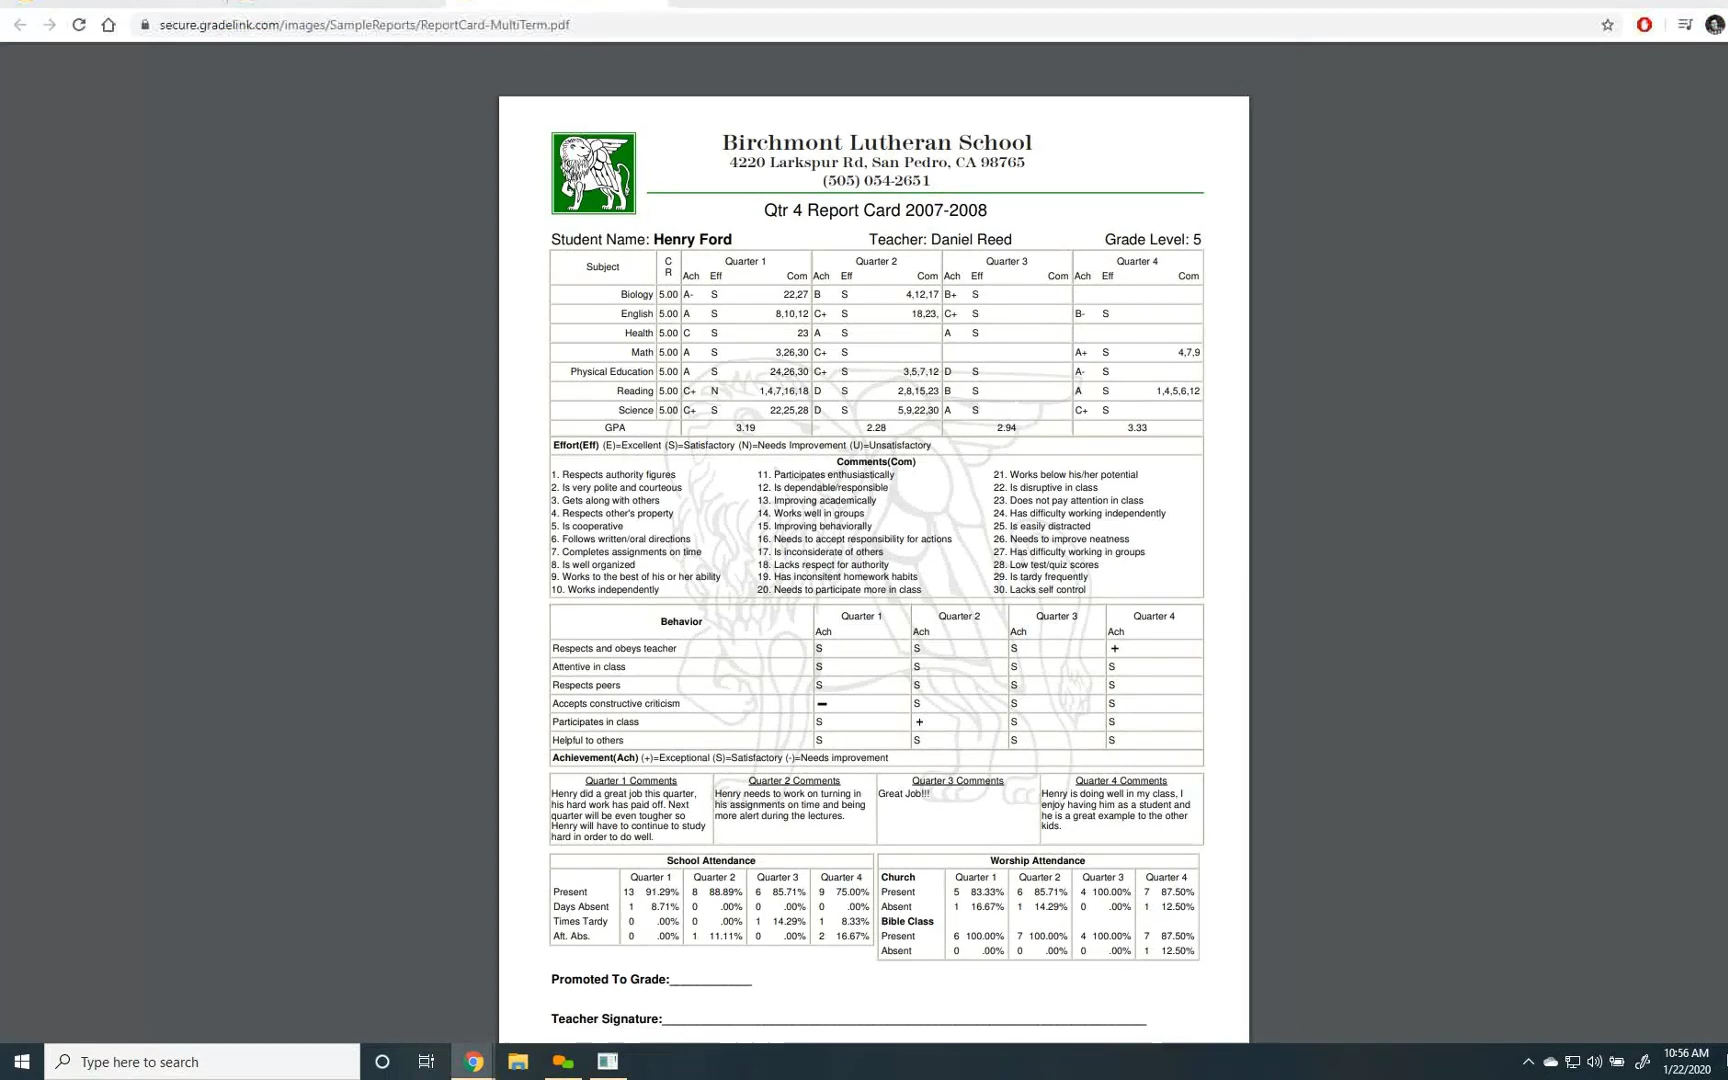 secure.gradelink.com/images/SampleReports/ReportCard-MultiTerm.pdf
Birchmont Lutheran School
4220 Larkspur Rd, San Pedro, CA 98765
(505) 054-2651
Qtr 4 Report Card 2007-2008
Student Name: Henry Ford Teacher: Daniel Reed Grade Level: 5
Subject CR Quarter 1 Quarter 2 Quarter 3 Quarter 4
Ach Eff Com Ach Eff Com Ach Eff Com Ach Eff Com
Biology 5.00 A- S 22,27 B S 4,12,17 B+ S
English 5.00 A S 8,10,12 C+ S 18,23, C+ S B- S
Health 5.00 C S 23 A S A S
Math 5.00 A S 3,26,30 C+ S A+ S 4,7,9
Physical Education 5.00 A S 24,26,30 C+ S 3,5,7,12 D S A- S
Reading 5.00 C+ N 1,4,7,16,18 D S 2,8,15,23 B S A S 1,4,5,6,12
Science 5.00 C+ S 22,25,28 D S 5,9,22,30 A S C+ S
GPA 3.19 2.28 2.94 3.33
Effort(Eff) (E)=Excellent (S)=Satisfactory (N)=Needs Improvement (U)=Unsatisfactory
Comments(Com)
1. Respects authority figures 11. Participates enthusiastically 21. Works below his/her potential
2. Is very polite and courteous 12. Is dependable/responsible 22. Is disruptive in class
3. Gets along with others 13. Improving academically 23. Does not pay attention in class
4. Respects other's property 14. Works well in groups 24. Has difficulty working independently
5. Is cooperative 15. Improving behaviorally 25. Is easily distracted
6. Follows written/oral directions 16. Needs to accept responsibility for actions 26. Needs to improve neatness
7. Completes assignments on time 17. Is inconsiderate of others 27. Has difficulty working in groups
8. Is well organized 18. Lacks respect for authority 28. Low test/quiz scores
9. Works to the best of his or her ability 19. Has inconsitent homework habits 29. Is tardy frequently
10. Works independently 20. Needs to participate more in class 30. Lacks self control
Behavior Quarter 1 Quarter 2 Quarter 3 Quarter 4
Ach Ach Ach Ach
Respects and obeys teacher S S S +
Attentive in class S S S S
Respects peers S S S S
Accepts constructive criticism - S S S
Participates in class S + S S
Helpful to others S S S S
Achievement(Ach) (+)=Exceptional (S)=Satisfactory (-)=Needs improvement
Quarter 1 Comments
Henry did a great job this quarter,
his hard work has paid off. Next
quarter will be even tougher so
Henry will have to continue to study
hard in order to do well.
Quarter 2 Comments
Henry needs to work on turning in
his assignments on time and being
more alert during the lectures.
Quarter 3 Comments
Great Job!!!
Quarter 4 Comments
Henry is doing well in my class, I
enjoy having him as a student and
he is a great example to the other
kids.
School Attendance
Quarter 1 Quarter 2 Quarter 3 Quarter 4
Present 13 91.29% 8 88.89% 6 85.71% 9 75.00%
Days Absent 1 8.71% 0 .00% 0 .00% 0 .00%
Times Tardy 0 .00% 0 .00% 1 14.29% 1 8.33%
Aft. Abs. 0 .00% 1 11.11% 0 .00% 2 16.67%
Worship Attendance
Church Quarter 1 Quarter 2 Quarter 3 Quarter 4
Present 5 83.33% 6 85.71% 4 100.00% 7 87.50%
Absent 1 16.67% 1 14.29% 0 .00% 1 12.50%
Bible Class
Present 6 100.00% 7 100.00% 4 100.00% 7 87.50%
Absent 0 .00% 0 .00% 0 .00% 1 12.50%
Promoted To Grade:
Teacher Signature:
Type here to search
10:56 AM
1/22/2020